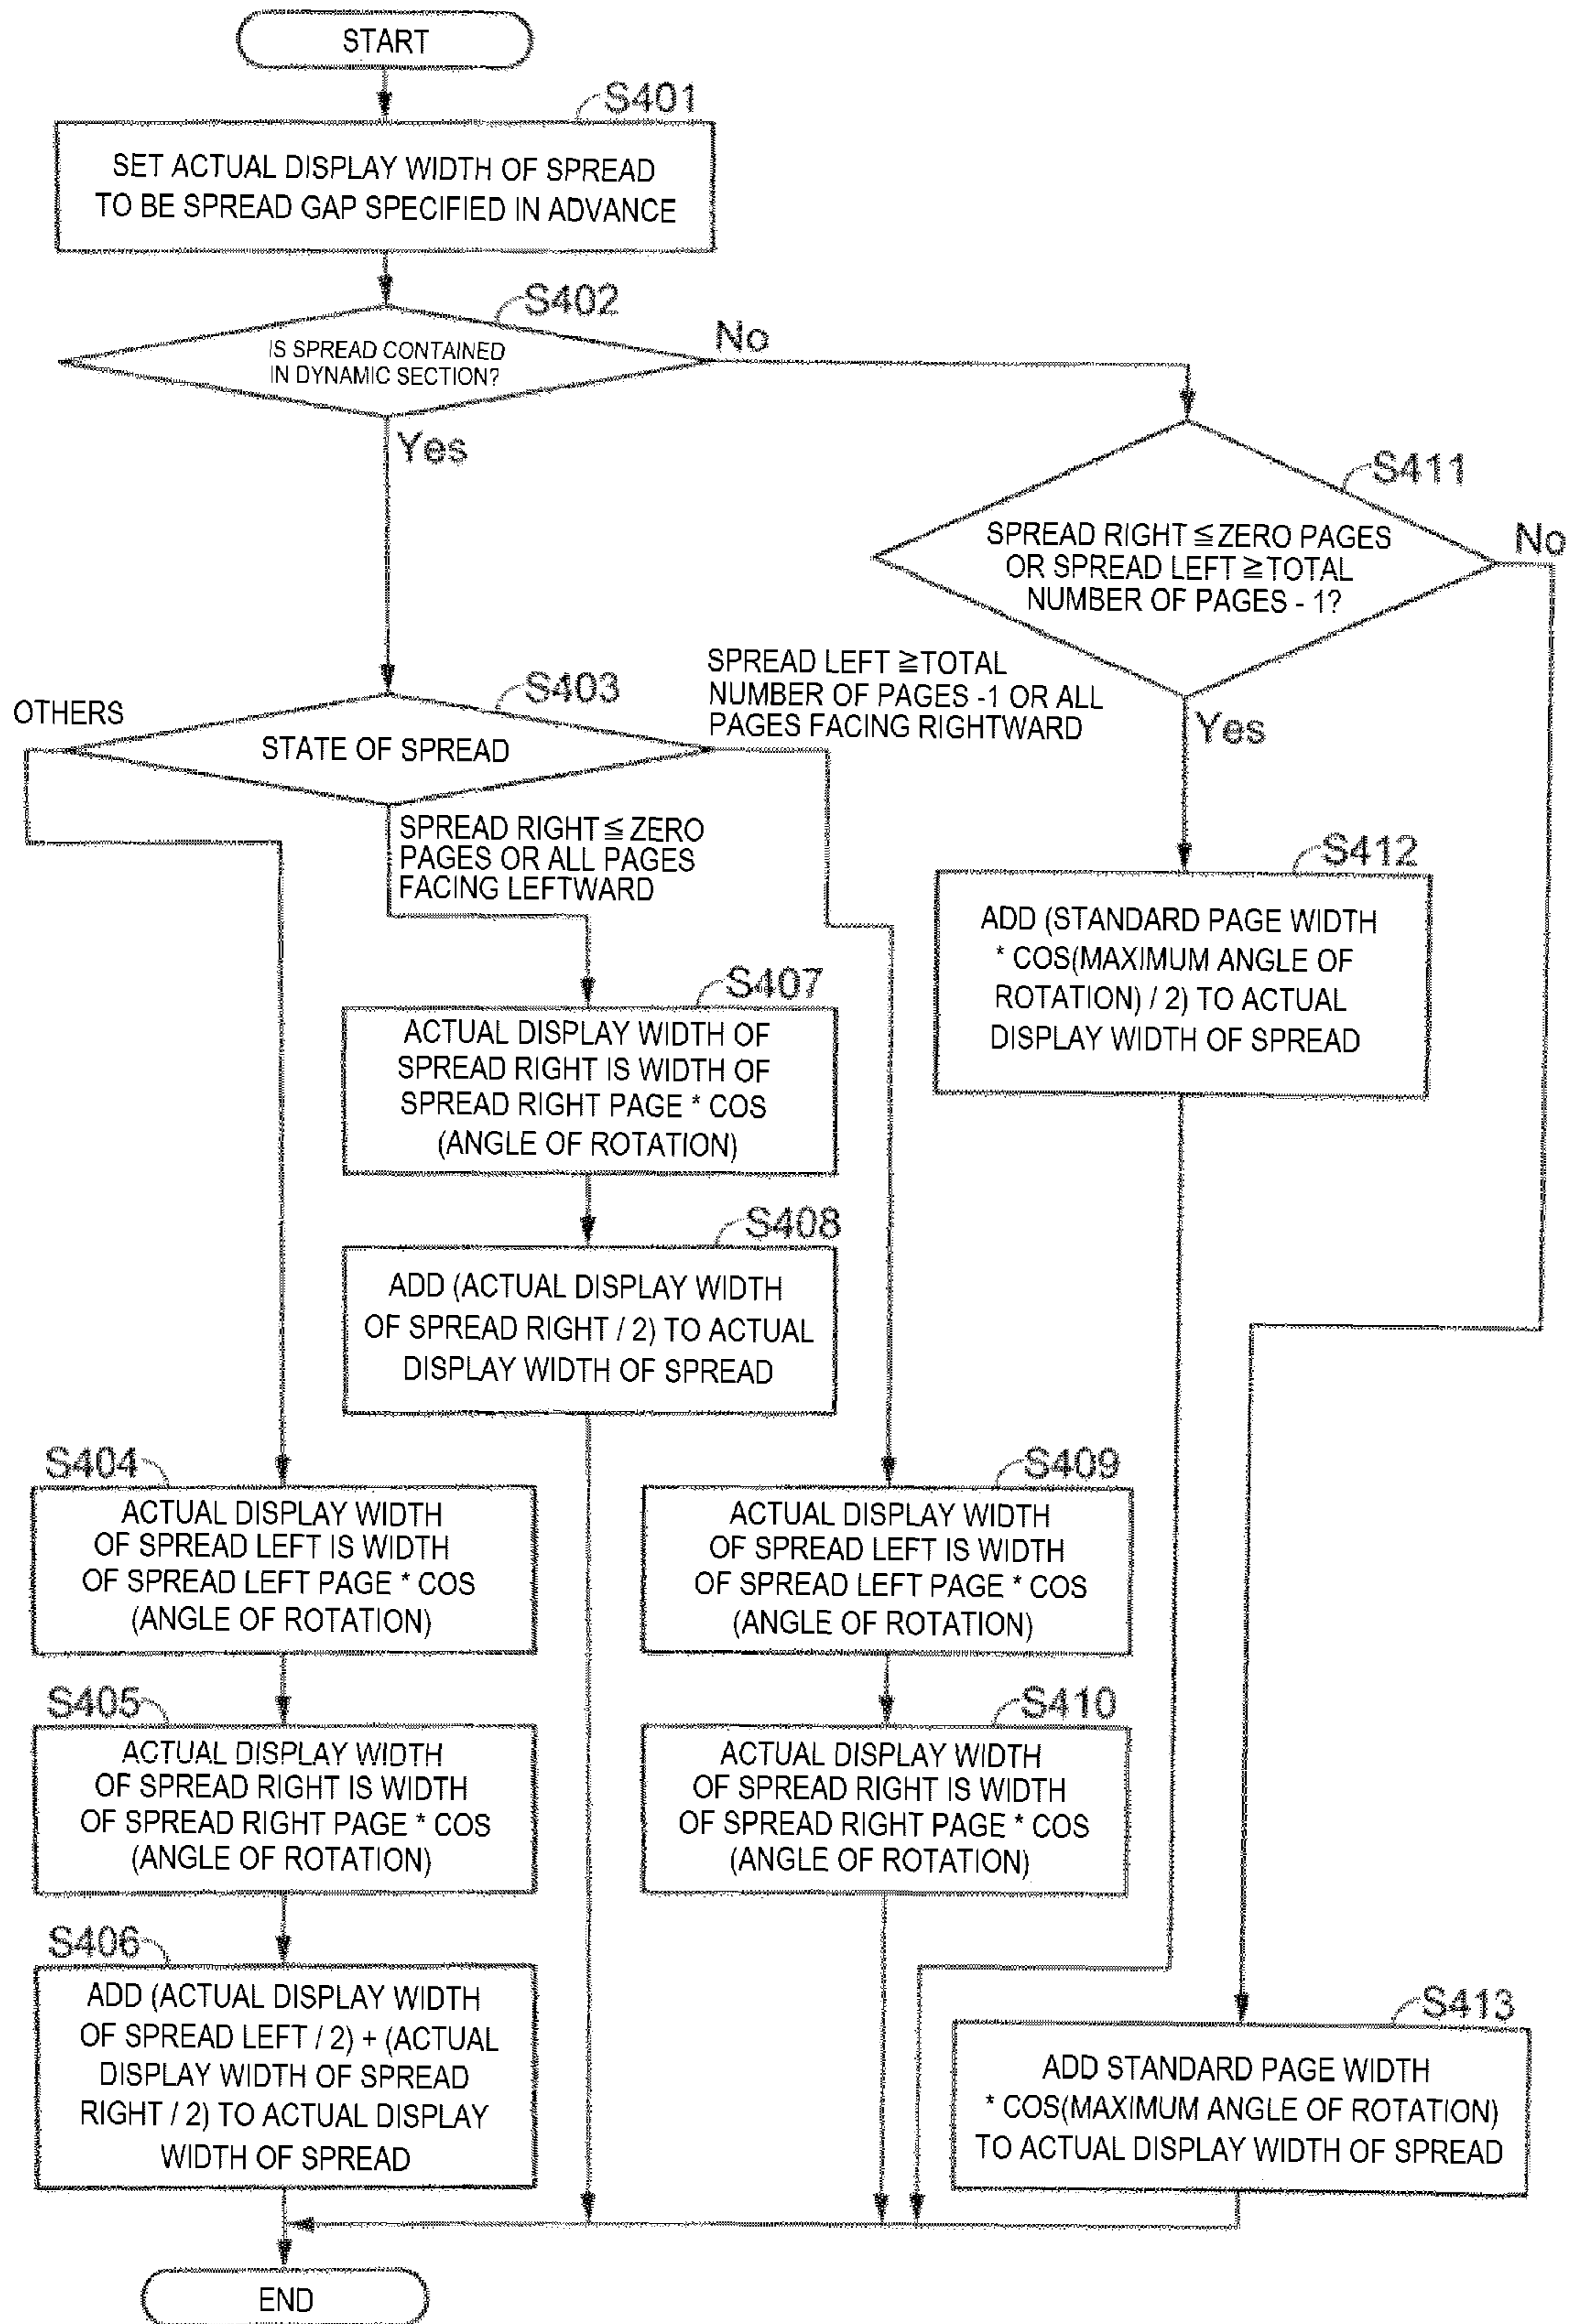 START
S401
SET ACTUAL DISPLAY WIDTH OF SPREAD
TO BE SPREAD GAP SPECIFIED IN ADVANCE
S402
IS SPREAD CONTAINED
IN DYNAMIC SECTION?
No
Yes
S411
SPREAD RIGHT ≦ ZERO PAGES
OR SPREAD LEFT ≧ TOTAL
NUMBER OF PAGES - 1?
No
Yes
S403
STATE OF SPREAD
OTHERS
SPREAD LEFT ≧ TOTAL
NUMBER OF PAGES -1 OR ALL
PAGES FACING RIGHTWARD
SPREAD RIGHT ≦ ZERO
PAGES OR ALL PAGES
FACING LEFTWARD
S412
ADD (STANDARD PAGE WIDTH
* COS(MAXIMUM ANGLE OF
ROTATION) / 2) TO ACTUAL
DISPLAY WIDTH OF SPREAD
S407
ACTUAL DISPLAY WIDTH OF
SPREAD RIGHT IS WIDTH OF
SPREAD RIGHT PAGE * COS
(ANGLE OF ROTATION)
S408
ADD (ACTUAL DISPLAY WIDTH
OF SPREAD RIGHT / 2) TO ACTUAL
DISPLAY WIDTH OF SPREAD
S404
ACTUAL DISPLAY WIDTH
OF SPREAD LEFT IS WIDTH
OF SPREAD LEFT PAGE * COS
(ANGLE OF ROTATION)
S409
ACTUAL DISPLAY WIDTH
OF SPREAD LEFT IS WIDTH
OF SPREAD LEFT PAGE * COS
(ANGLE OF ROTATION)
S405
ACTUAL DISPLAY WIDTH
OF SPREAD RIGHT IS WIDTH
OF SPREAD RIGHT PAGE * COS
(ANGLE OF ROTATION)
S410
ACTUAL DISPLAY WIDTH
OF SPREAD RIGHT IS WIDTH
OF SPREAD RIGHT PAGE * COS
(ANGLE OF ROTATION)
S406
ADD (ACTUAL DISPLAY WIDTH
OF SPREAD LEFT / 2) + (ACTUAL
DISPLAY WIDTH OF SPREAD
RIGHT / 2) TO ACTUAL DISPLAY
WIDTH OF SPREAD
S413
ADD STANDARD PAGE WIDTH
* COS(MAXIMUM ANGLE OF ROTATION)
TO ACTUAL DISPLAY WIDTH OF SPREAD
END